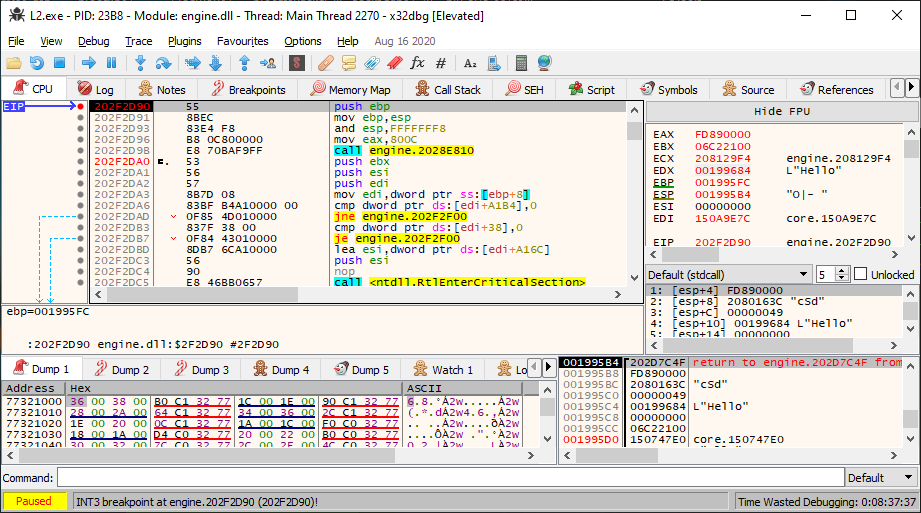 L2.exe - PID: 23B8 - Module: engine.dll - Thread: Main Thread 2270 - x32dbg [Elevated]
File View Debug Trace Plugins Favourites Options Help Aug 16 2020
CPU Log Notes Breakpoints Memory Map Call Stack SEH Script Symbols Source References
EIP 202F2D90 55 push ebp
202F2D91 8BEC mov ebp,esp
202F2D93 83E4 F8 and esp,FFFFFFF8
202F2D96 B8 0C800000 mov eax,800C
E8 70BAF9FF call engine.2028E810
202F2DA0 53 push ebx
202F2DA1 56 push esi
202F2DA2 57 push edi
202F2DA3 8B7D 08 mov edi,dword ptr ss:[ebp+8]
202F2DA6 83BF B4A10000 00 cmp dword ptr ds:[edi+A1B4],0
202F2DAD 0F85 4D010000 jne engine.202F2F00
202F2DB3 837F 38 00 cmp dword ptr ds:[edi+38],0
202F2DB7 0F84 43010000 je engine.202F2F00
202F2DBD 8DB7 6CA10000 lea esi,dword ptr ds:[edi+A16C]
202F2DC3 56 push esi
202F2DC4 90 nop
202F2DC5 E8 46BB0657 call <ntdll.RtlEnterCriticalSection>
Hide FPU
EAX FD890000
EBX 06C22100
ECX 208129F4 engine.208129F4
EDX 00199684 L"Hello"
EBP 001995FC
ESP 001995B4 "O|- "
ESI 00000000
EDI 150A9E7C core.150A9E7C
EIP 202F2D90 engine.202F2D90
Default (stdcall) 5 Unlocked
1: [esp+4] FD890000
2: [esp+8] 2080163C "cSd"
3: [esp+C] 00000049
4: [esp+10] 00199684 L"Hello"
5: [esp+14] 00000000
ebp=001995FC
:202F2D90 engine.dll:$2F2D90 #2F2D90
Dump 1 Dump 2 Dump 3 Dump 4 Dump 5 Watch 1
Address Hex ASCII
77321000 36 00 38 00 B0 C1 32 77 1C 00 1E 00 90 C1 32 77 6.8.°Á2w.....Á2w
77321010 28 00 2A 00 64 C1 32 77 34 00 36 00 2C C1 32 77 (.*.dÁ2w4.6.,Á2w
77321020 1E 00 20 00 0C C1 32 77 1A 00 1C 00 F0 C0 32 77 .. ..Á2w....ðÀ2w
77321030 18 00 1A 00 D4 C0 32 77 20 00 22 00 B0 C0 32 77 ....ÔÀ2w .".°À2w
001995B4 202D7C4F return to engine.202D7C4F from
001995B8 FD890000
001995BC 2080163C "cSd"
001995C0 00000049
001995C4 00199684 L"Hello"
001995C8 00000000
001995CC 06C22100
001995D0 150747E0 core.150747E0
Command: Default
Paused INT3 breakpoint at engine.202F2D90 (202F2D90)! Time Wasted Debugging: 0:08:37:37